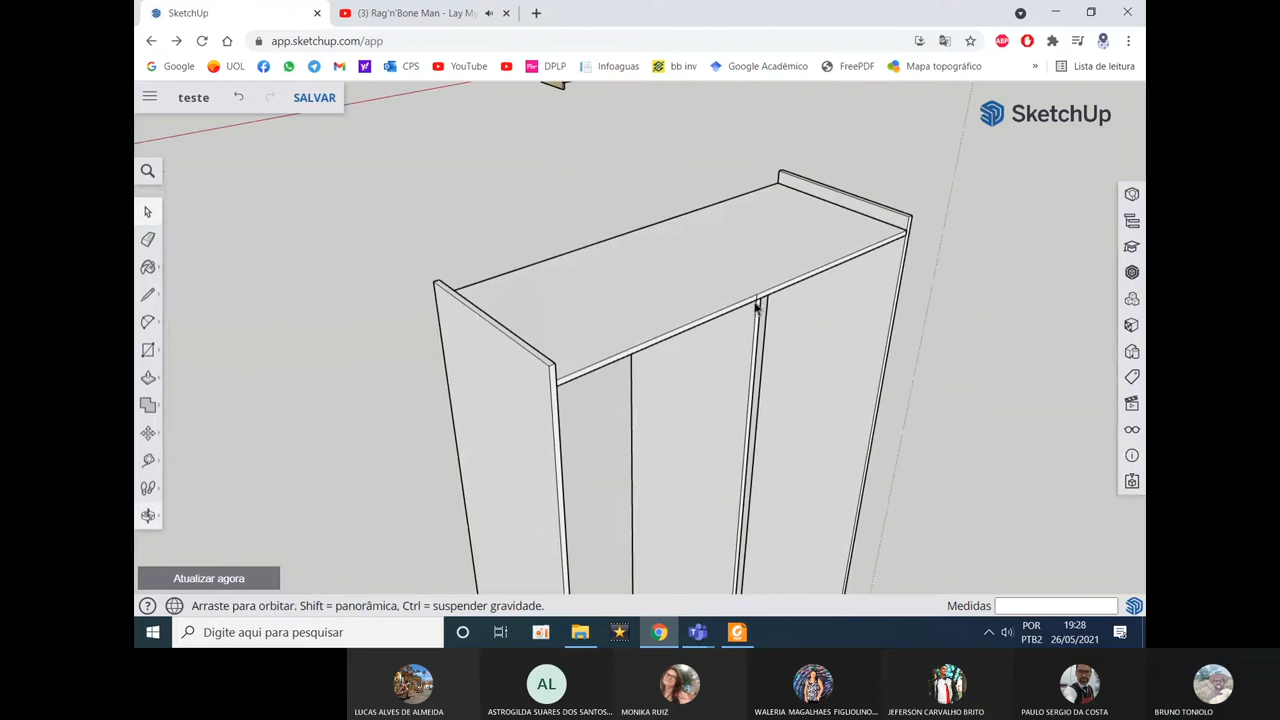 SketchUp
(3) Rag'n'Bone Man - Lay My
app.sketchup.com/app
ABP
Google
UOL
CPS
YouTube
DPLP
Infoaguas
bb inv
Google Acadêmico
FreePDF
Mapa topográfico
»
Lista de leitura
teste
SALVAR
SketchUp
Atualizar agora
Arraste para orbitar. Shift = panorâmica, Ctrl = suspender gravidade.
Medidas
Digite aqui para pesquisar
POR
PTB2
19:28
26/05/2021
AL
LUCAS ALVES DE ALMEIDA
ASTROGILDA SUARES DOS SANTOS...
MONIKA RUIZ
WALERIA MAGALHAES FIGLIOLINO...
JEFERSON CARVALHO BRITO
PAULO SERGIO DA COSTA
BRUNO TONIOLO